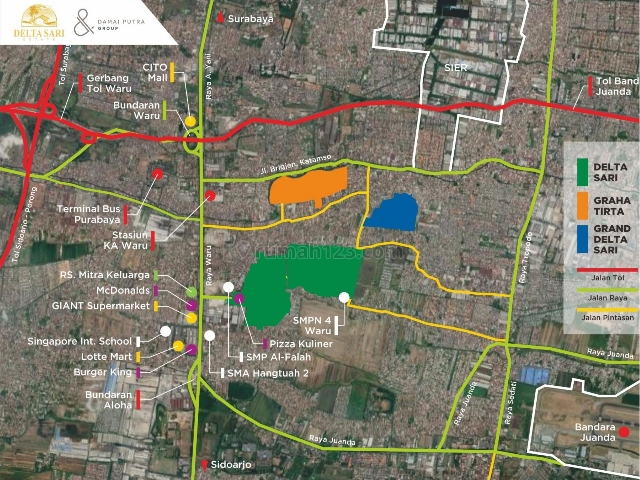 DELTA SARI
DAMAI PUTRA
GROUP
Surabaya
SIER
CITO
Mall
Gerbang
Tol Waru
Bundaran
Waru
Raya A. Yani
Tol Surab
Tol Band
Juanda
Jl. Brigjen. Katamso
DELTA
SARI
GRAHA
TIRTA
GRAND
DELTA
SARI
Jalan Tol
Jalan Raya
Jalan Pintasan
Terminal Bus
Purabaya
Stasiun
KA Waru
Tol Sidoarjo - Porong
Raya Waru
rumah123.com
Raya Tropodo
RS. Mitra Keluarga
McDonalds
GIANT Supermarket
Singapore Int. School
Lotte Mart
Burger King
Bundaran
Aloha
SMPN 4
Waru
Pizza Kuliner
SMP Al-Falah
SMA Hangtuah 2
Raya Juanda
Raya Juanda
Raya Sedati
Raya Juanda
Bandara
Juanda
Sidoarjo